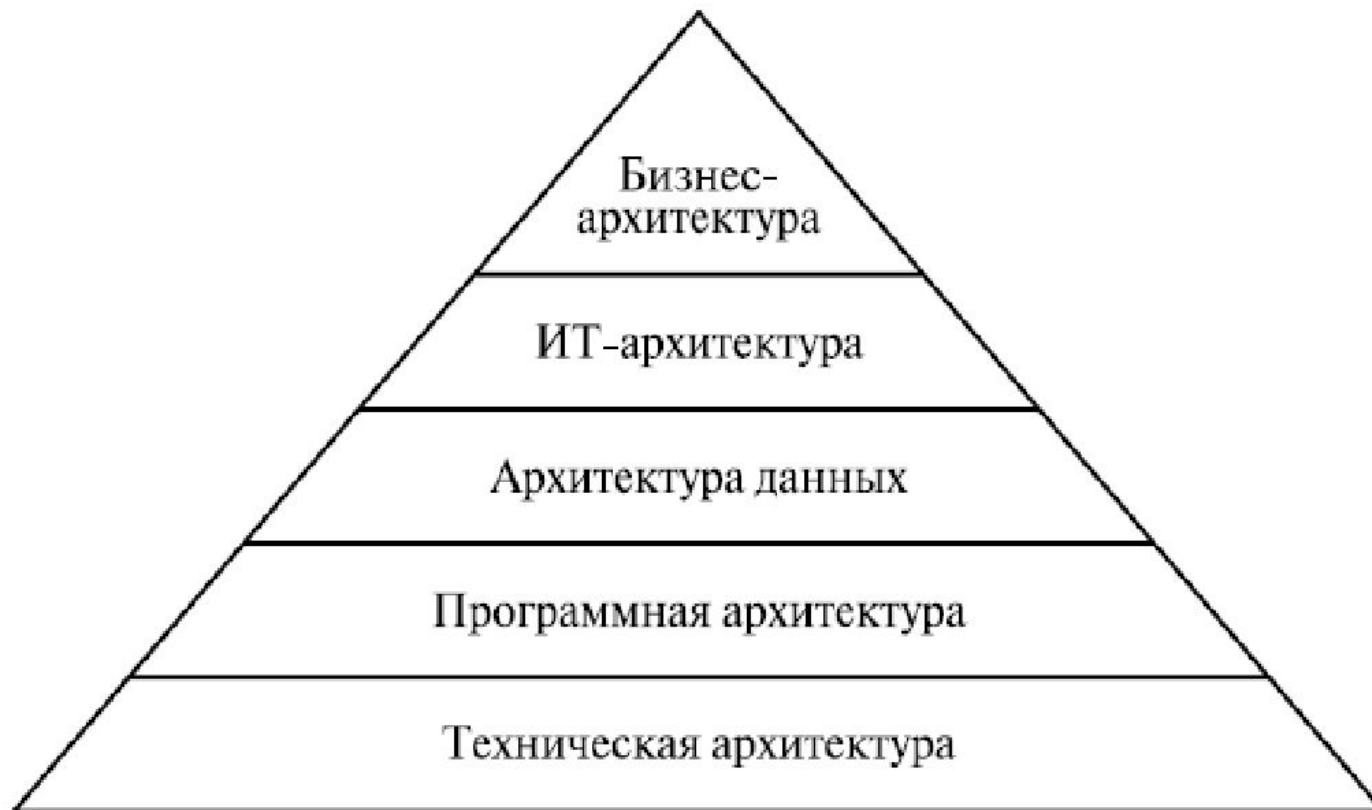 Бизнес-
архитектура
ИТ-архитектура
Архитектура данных
Программная архитектура
Техническая архитектура